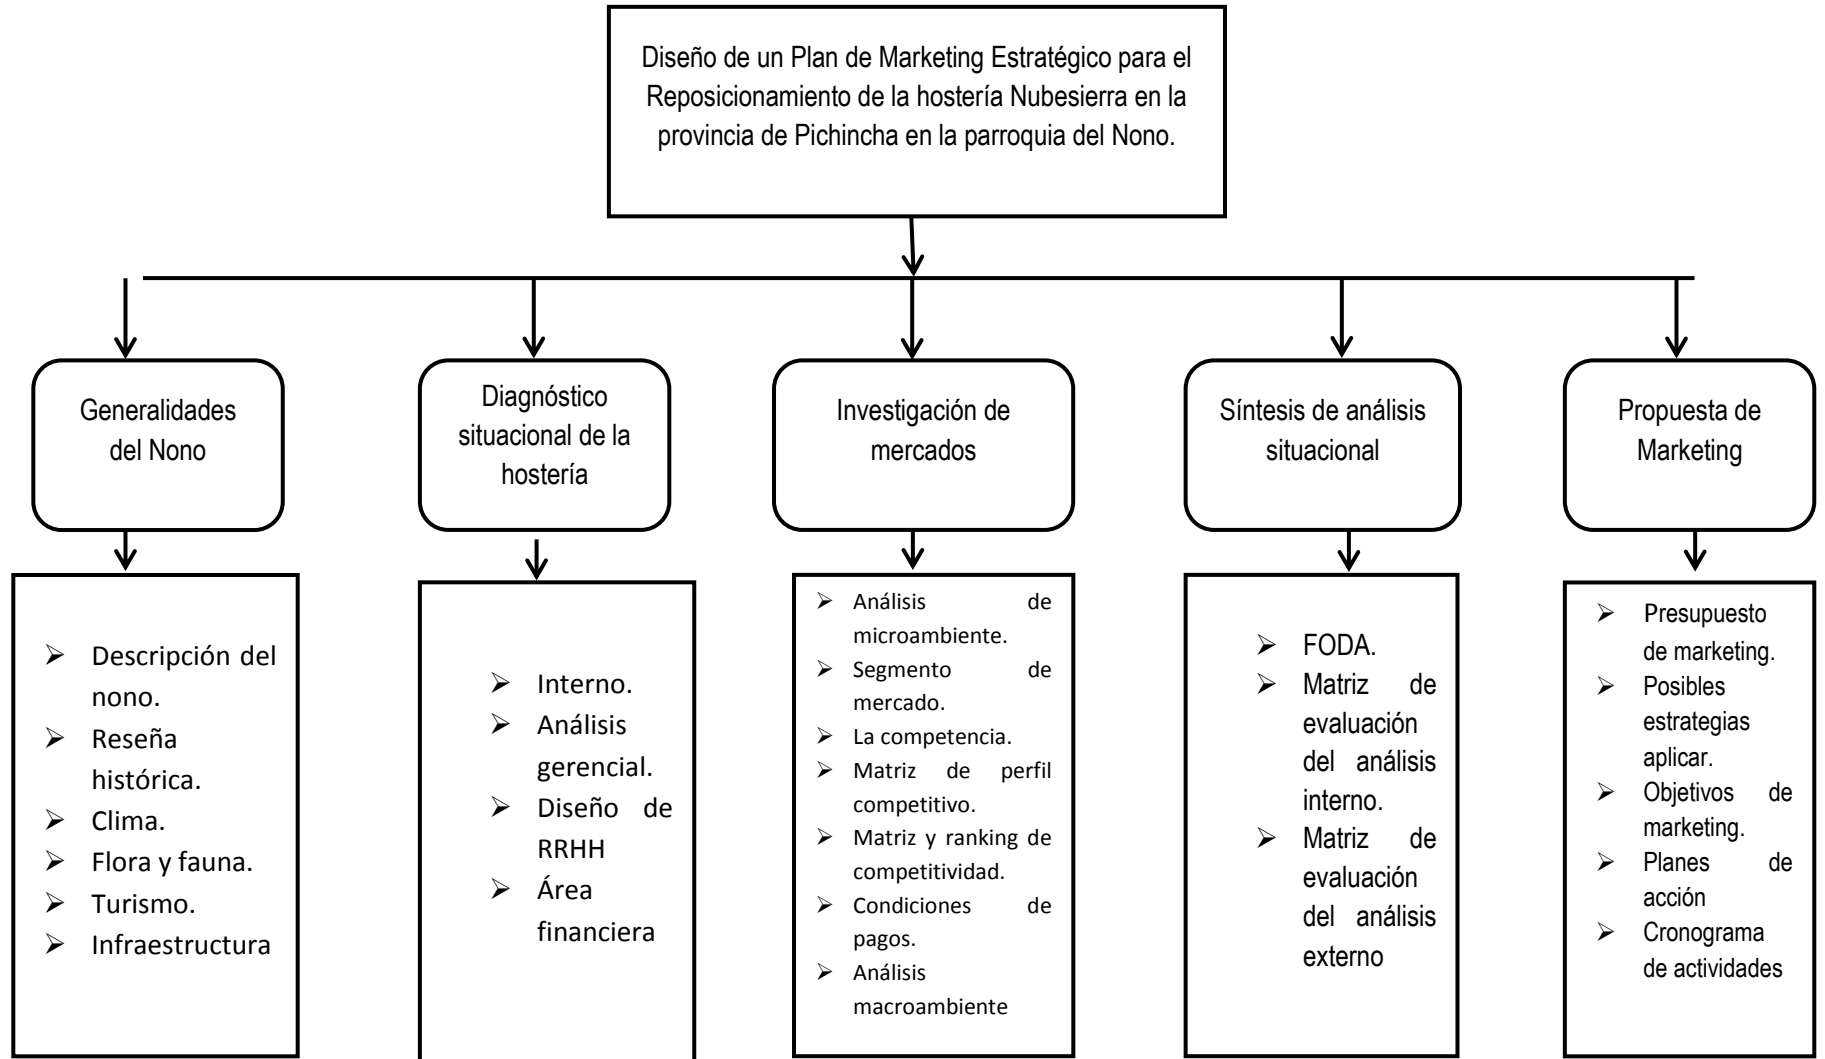 Diseño de un Plan de Marketing Estratégico para el
Reposicionamiento de la hostería Nubesierra en la
provincia de Pichincha en la parroquia del Nono.
Generalidades
del Nono
Diagnóstico
situacional de la
hostería
Investigación de
mercados
Síntesis de análisis
situacional
Propuesta de
Marketing
➢ Descripción del
nono.
➢ Reseña
histórica.
➢ Clima.
➢ Flora y fauna.
➢ Turismo.
➢ Infraestructura
➢ Interno.
➢ Análisis
gerencial.
➢ Diseño de
RRHH
➢ Área
financiera
➢ Análisis de
microambiente.
➢ Segmento de
mercado.
➢ La competencia.
➢ Matriz de perfil
competitivo.
➢ Matriz y ranking de
competitividad.
➢ Condiciones de
pagos.
➢ Análisis
macroambiente
➢ FODA.
➢ Matriz de
evaluación
del análisis
interno.
➢ Matriz de
evaluación
del análisis
externo
➢ Presupuesto
de marketing.
➢ Posibles
estrategias
aplicar.
➢ Objetivos de
marketing.
➢ Planes de
acción
➢ Cronograma
de actividades